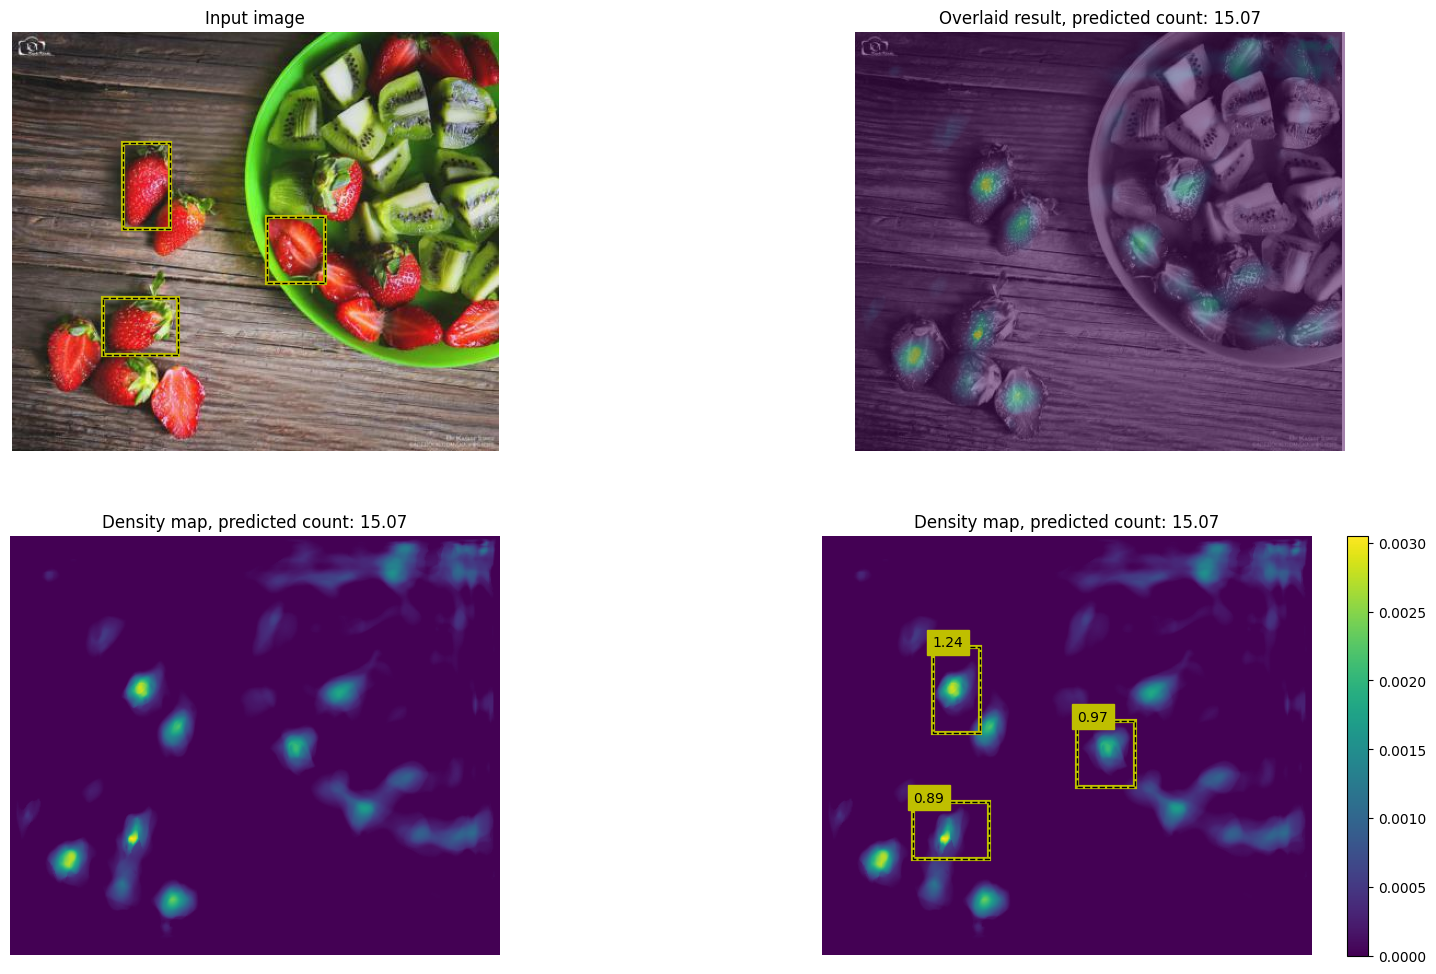 Input image
Overlaid result, predicted count: 15.07
Density map, predicted count: 15.07
Density map, predicted count: 15.07
1.24
0.97
0.89
0.0030
0.0025
0.0020
0.0015
0.0010
0.0005
0.0000